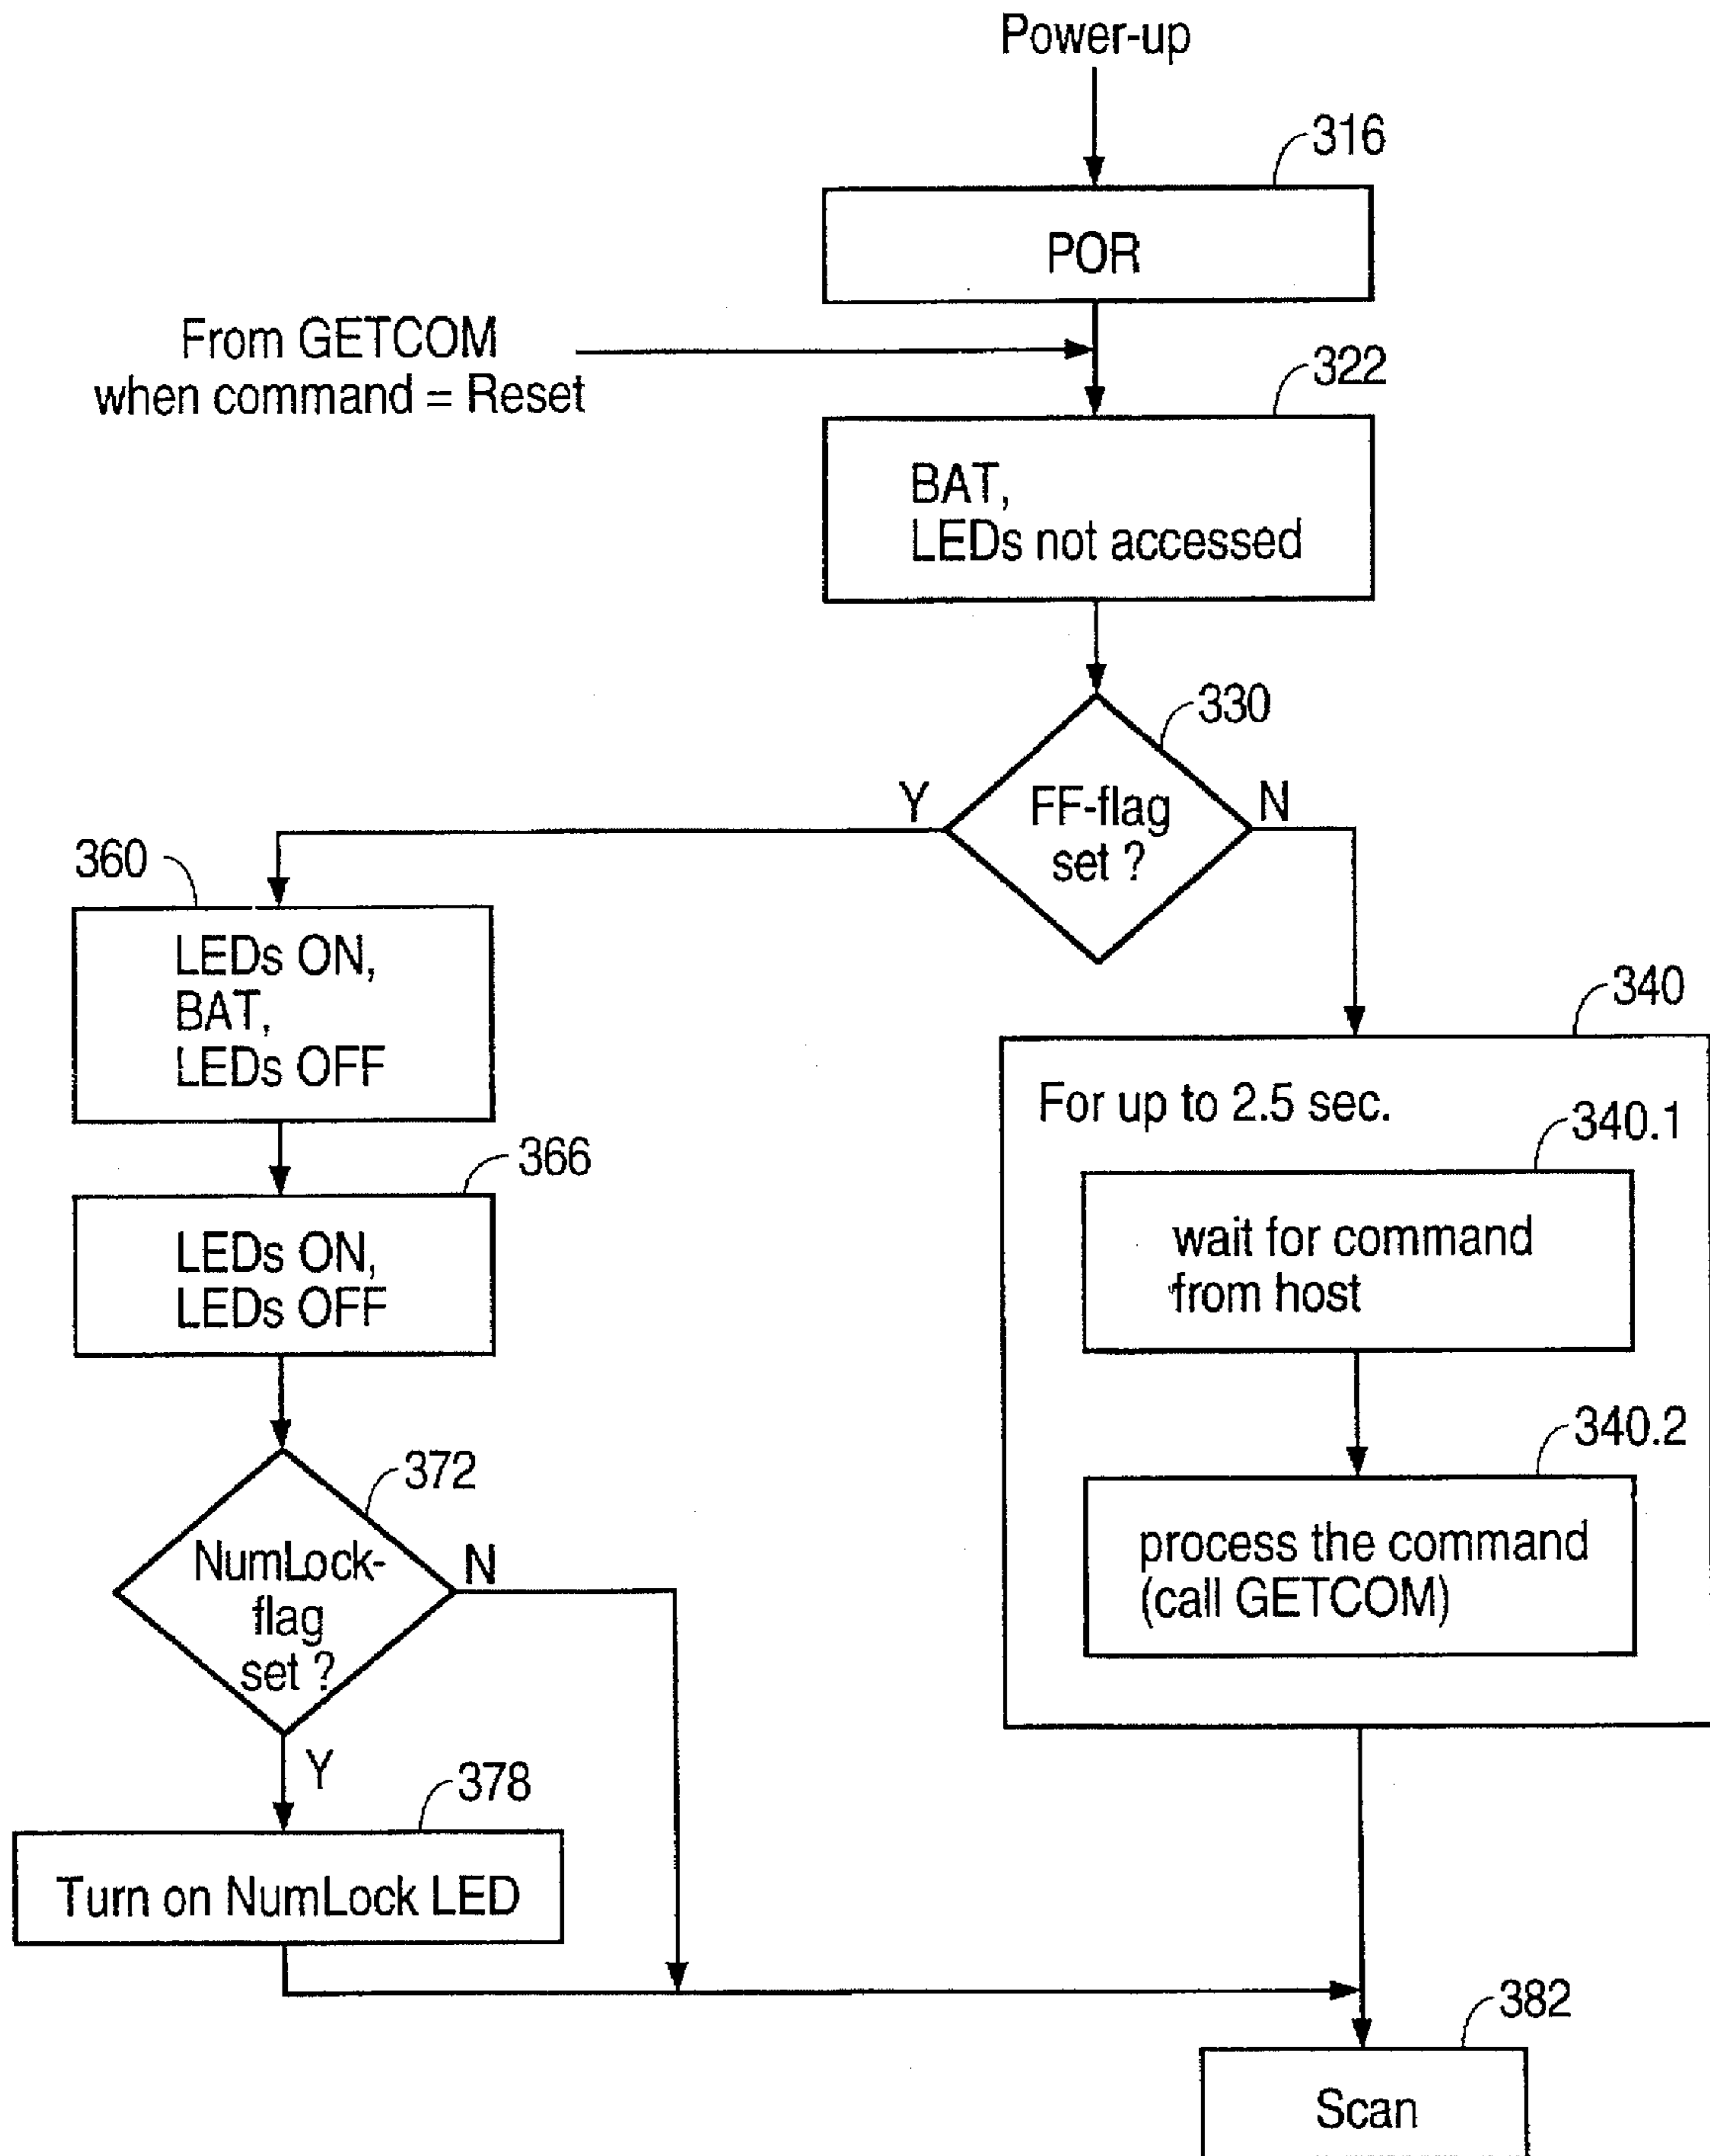 Power-up
316
POR
From GETCOM
when command = Reset
322
BAT,
LEDs not accessed
330
FF-flag
set ?
Y
N
360
LEDs ON,
BAT,
LEDs OFF
366
LEDs ON,
LEDs OFF
372
NumLock-
flag
set ?
N
Y
378
Turn on NumLock LED
340
For up to 2.5 sec.
340.1
wait for command
from host
340.2
process the command
(call GETCOM)
382
Scan